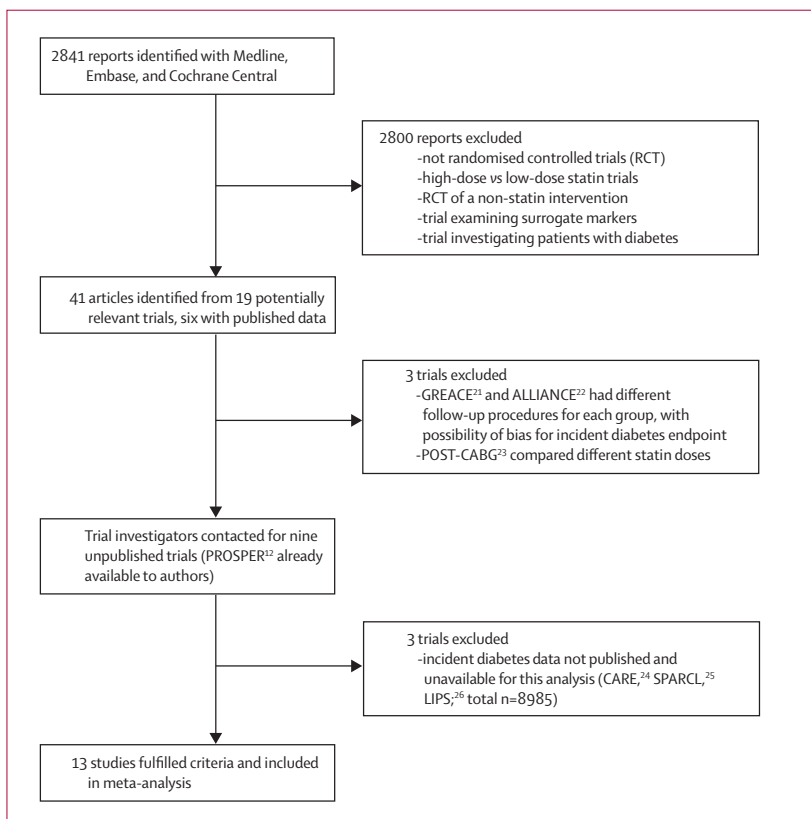 2841 reports identified with Medline,
Embase, and Cochrane Central
2800 reports excluded
-not randomised controlled trials (RCT)
-high-dose vs low-dose statin trials
-RCT of a non-statin intervention
-trial examining surrogate markers
-trial investigating patients with diabetes
41 articles identified from 19 potentially
relevant trials, six with published data
3 trials excluded
-GREACE²¹ and ALLIANCE²² had different
follow-up procedures for each group, with
possibility of bias for incident diabetes endpoint
-POST-CABG²³ compared different statin doses
Trial investigators contacted for nine
unpublished trials (PROSPER¹² already
available to authors)
3 trials excluded
-incident diabetes data not published and
unavailable for this analysis (CARE,²⁴ SPARCL,²⁵
LIPS;²⁶ total n=8985)
13 studies fulfilled criteria and included
in meta-analysis